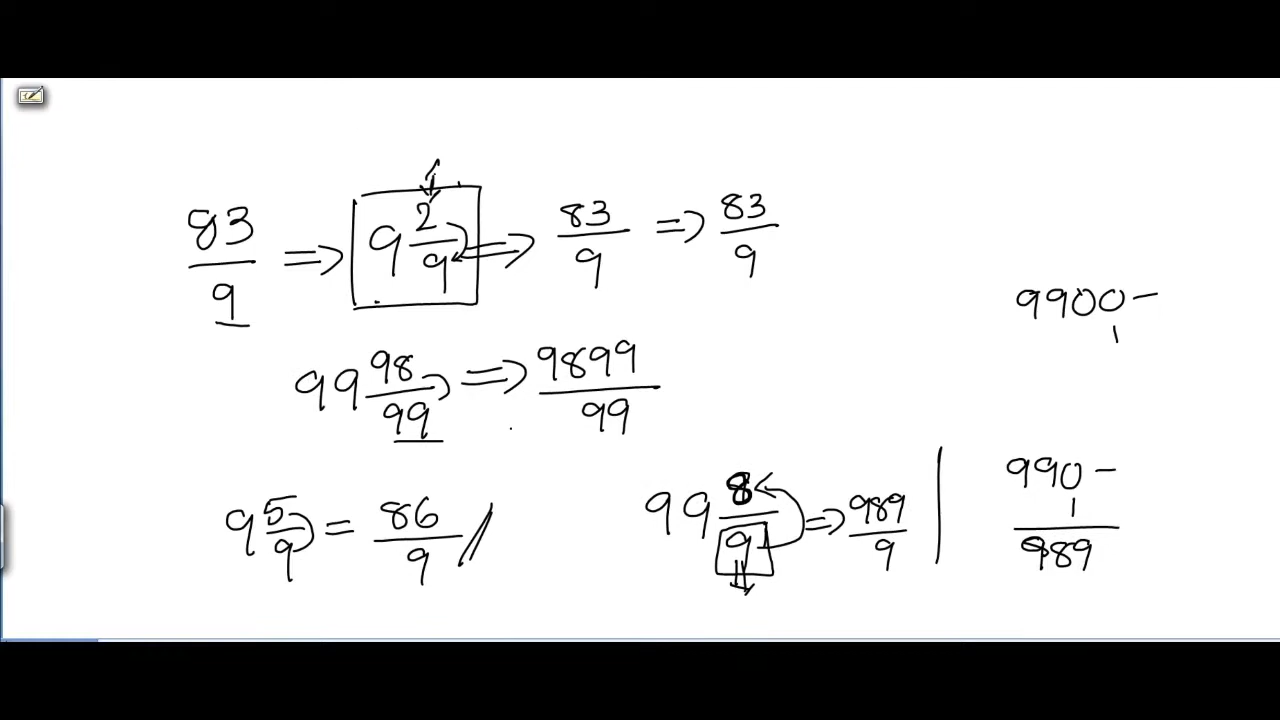 83/9 ⇒ 9 2/9 ⇒ 83/9 ⇒ 83/9
9900 –
1
99 98/99 ⇒ 9899/99
9 5/9 = 86/9 //
99 8/9 ⇒ 989/9
990 –
1
989